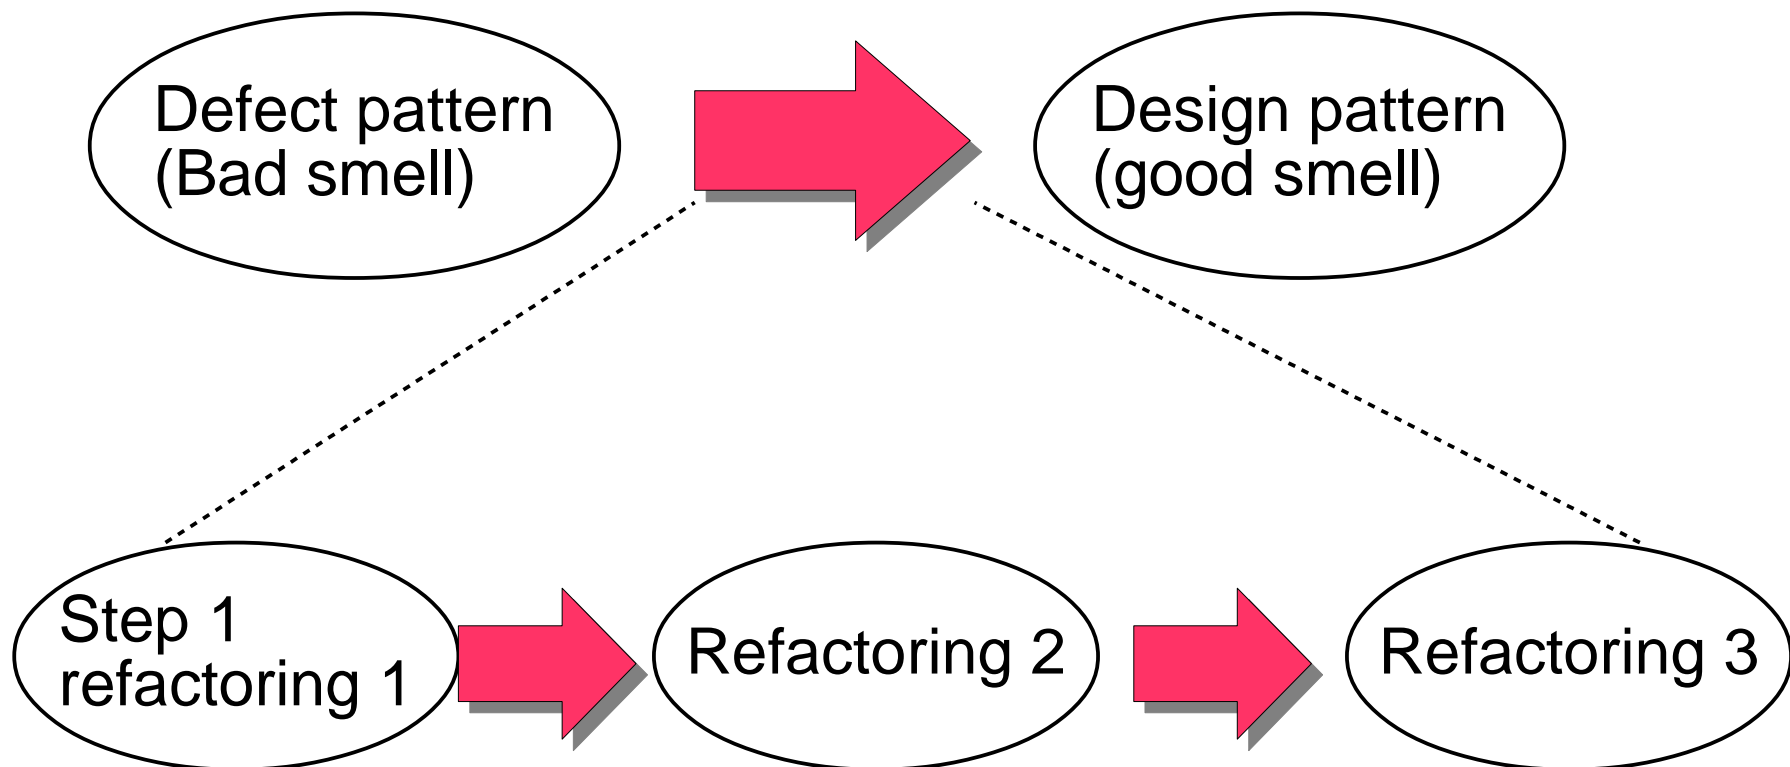 Defect pattern
(Bad smell)
Design pattern
(good smell)
Step 1
refactoring 1
Refactoring 2
Refactoring 3